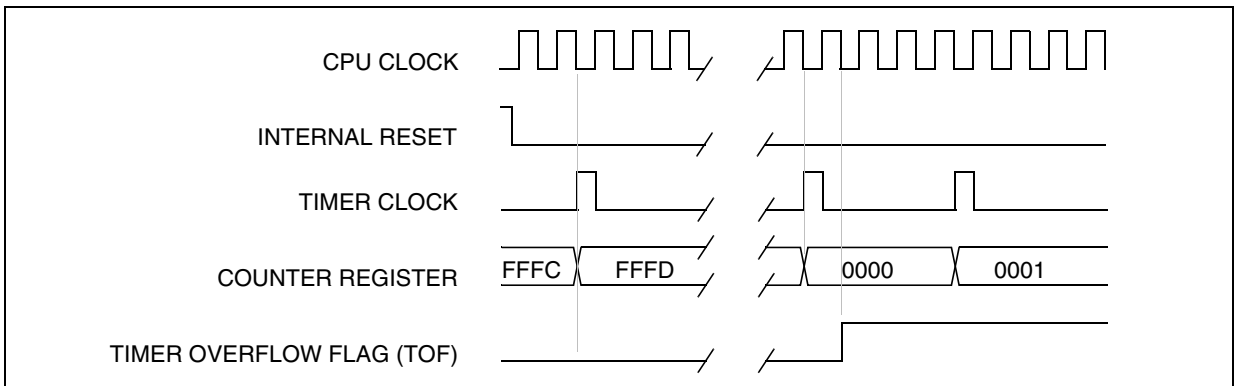 CPU CLOCK
INTERNAL RESET
TIMER CLOCK
COUNTER REGISTER
FFFC
FFFD
0000
0001
TIMER OVERFLOW FLAG (TOF)